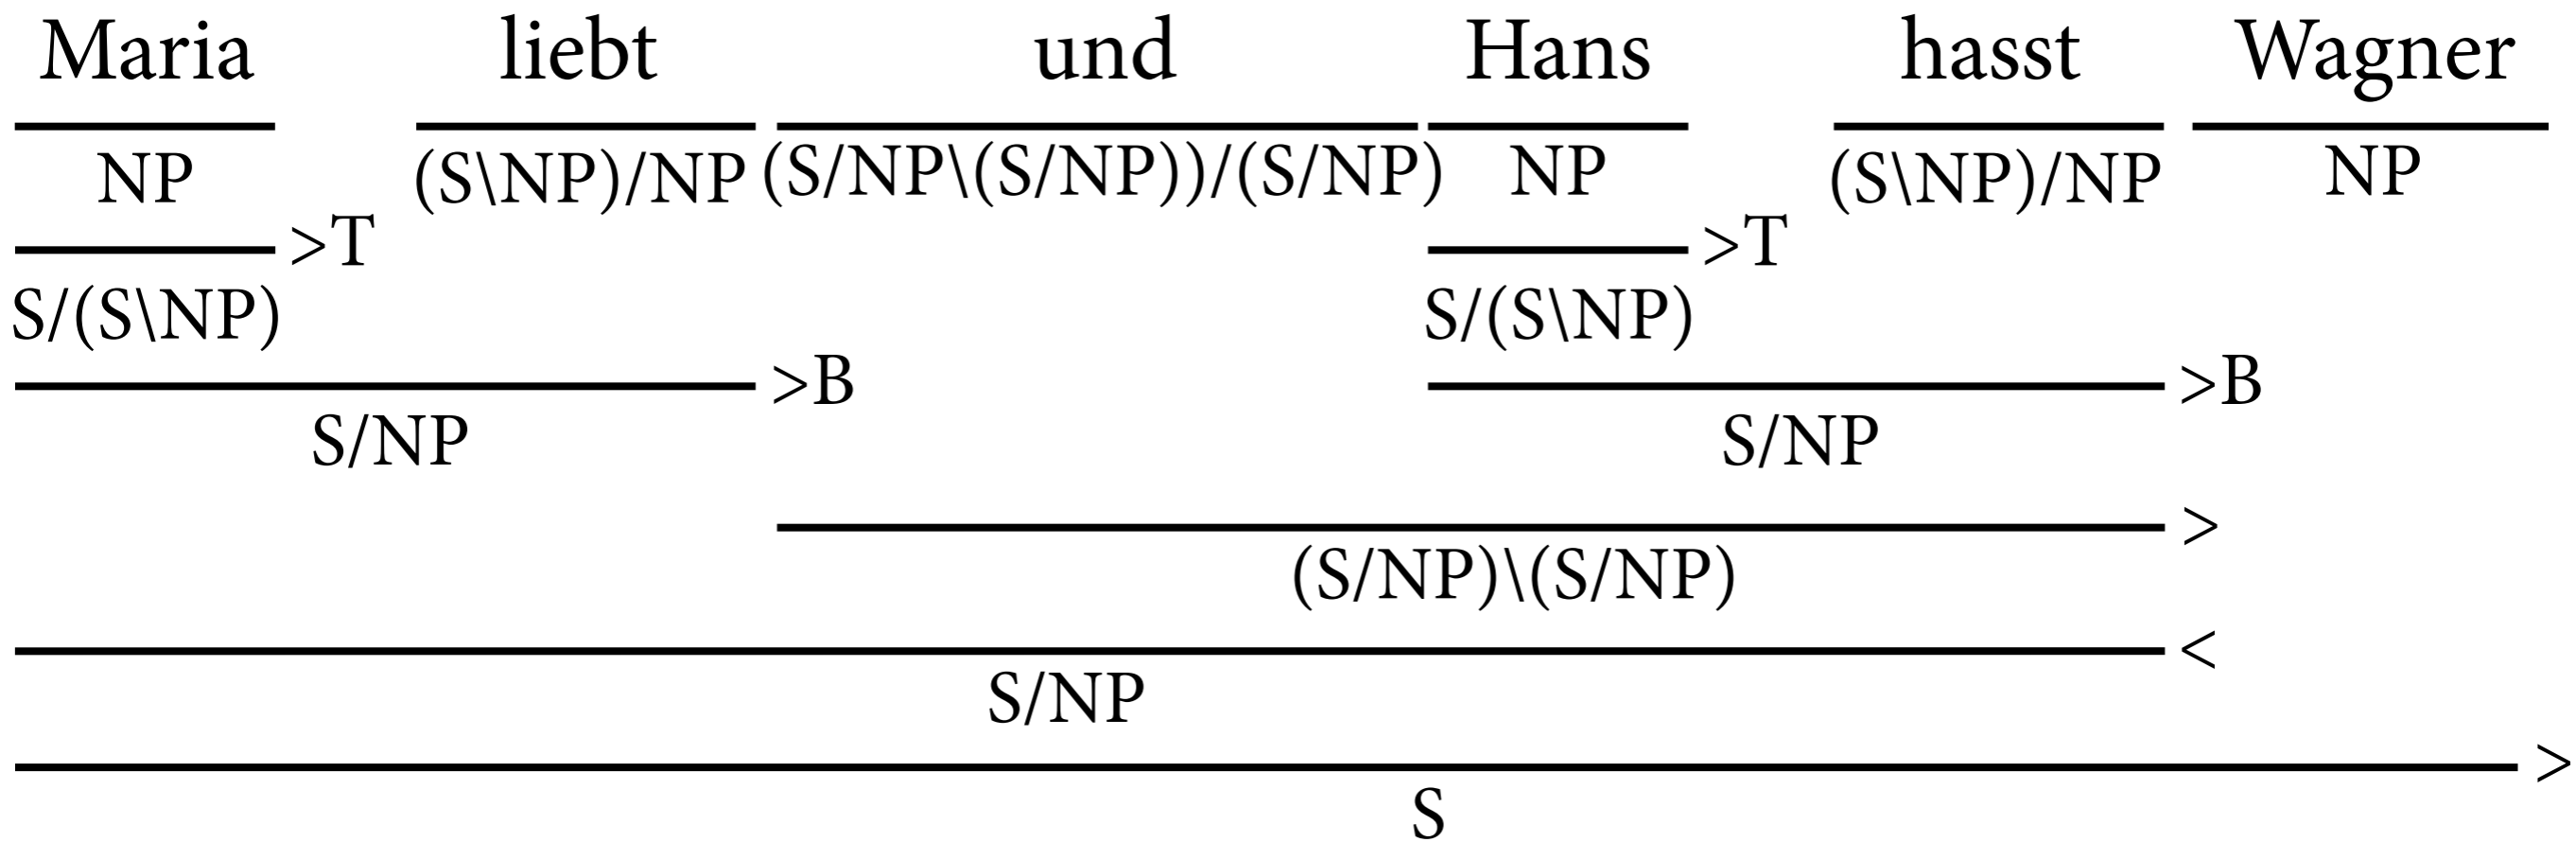 Maria liebt und Hans hasst Wagner
NP (S\NP)/NP (S/NP\(S/NP))/(S/NP) NP (S\NP)/NP NP
>T >T
S/(S\NP) S/(S\NP)
>B >B
S/NP S/NP
>
(S/NP)\(S/NP)
<
S/NP
>
S